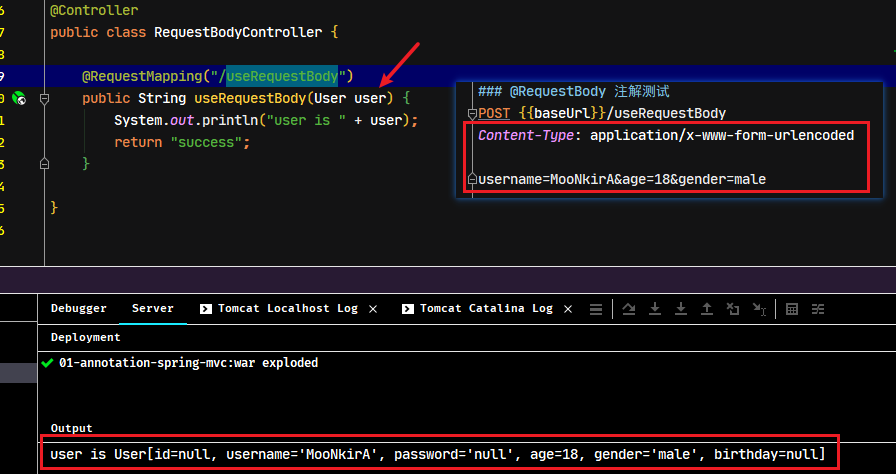 6 @Controller
7 public class RequestBodyController {
8
9 @RequestMapping("/useRequestBody")
0 public String useRequestBody(User user) {
1 System.out.println("user is " + user);
2 return "success";
3 }
4
5 }
6
### @RequestBody 注解测试
POST {{baseUrl}}/useRequestBody
Content-Type: application/x-www-form-urlencoded
username=MooNkirA&age=18&gender=male
Debugger Server Tomcat Localhost Log × Tomcat Catalina Log ×
Deployment
01-annotation-spring-mvc:war exploded
Output
user is User[id=null, username='MooNkirA', password='null', age=18, gender='male', birthday=null]